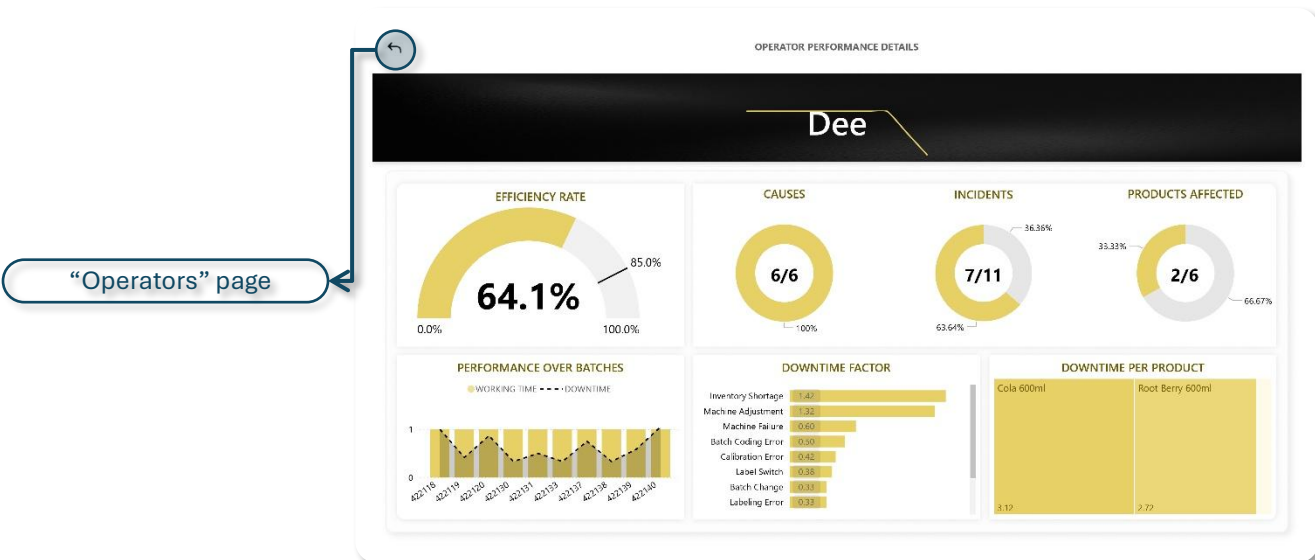 OPERATOR PERFORMANCE DETAILS
Dee
“Operators” page
EFFICIENCY RATE
85.0%
64.1%
0.0%
100.0%
CAUSES
6/6
100%
INCIDENTS
36.36%
7/11
63.64%
PRODUCTS AFFECTED
33.33%
2/6
66.67%
PERFORMANCE OVER BATCHES
WORKING TIME DOWNTIME
1
0
422118 422119 422120 422130 422131 422133 422137 422138 422139 422140
DOWNTIME FACTOR
Inventory Shortage 1.42
Machine Adjustment 1.32
Machine Failure 0.60
Batch Coding Error 0.50
Calibration Error 0.42
Label Switch 0.38
Batch Change 0.33
Labeling Error 0.33
DOWNTIME PER PRODUCT
Cola 600ml Root Berry 600ml
3.12 2.72